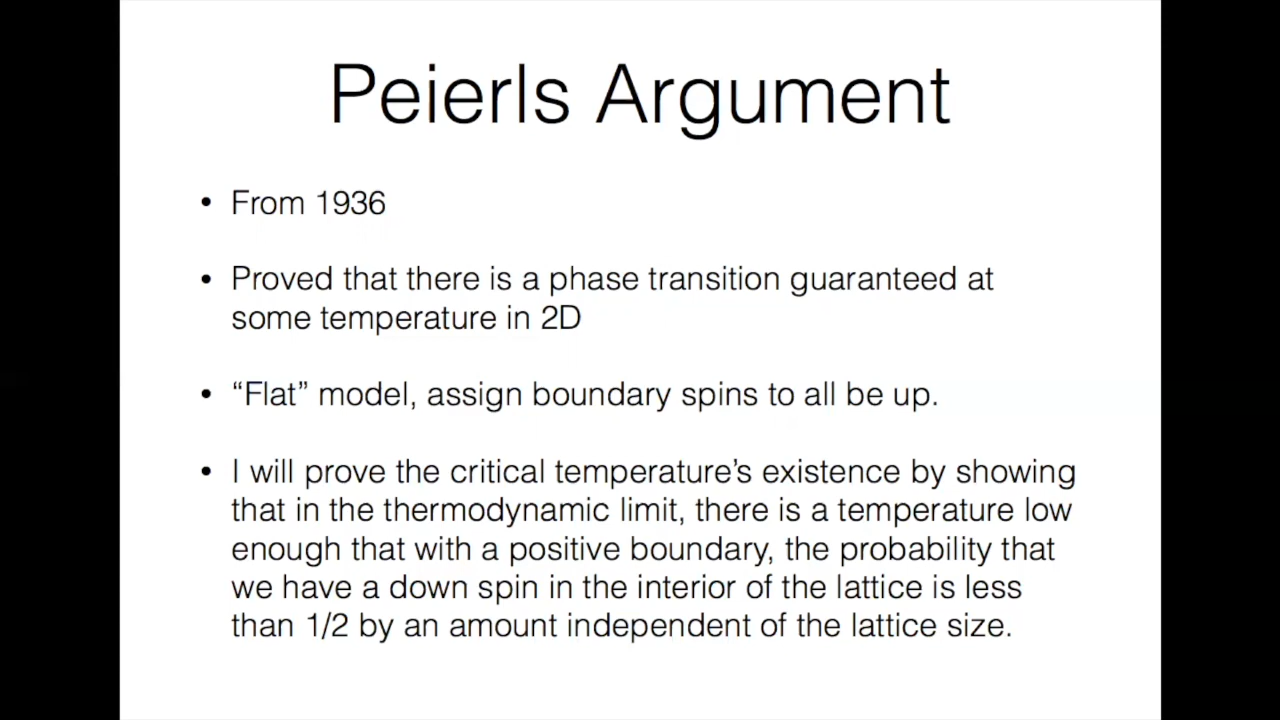 Peierls Argument
• From 1936
• Proved that there is a phase transition guaranteed at
some temperature in 2D
• “Flat” model, assign boundary spins to all be up.
• I will prove the critical temperature’s existence by showing
that in the thermodynamic limit, there is a temperature low
enough that with a positive boundary, the probability that
we have a down spin in the interior of the lattice is less
than 1/2 by an amount independent of the lattice size.